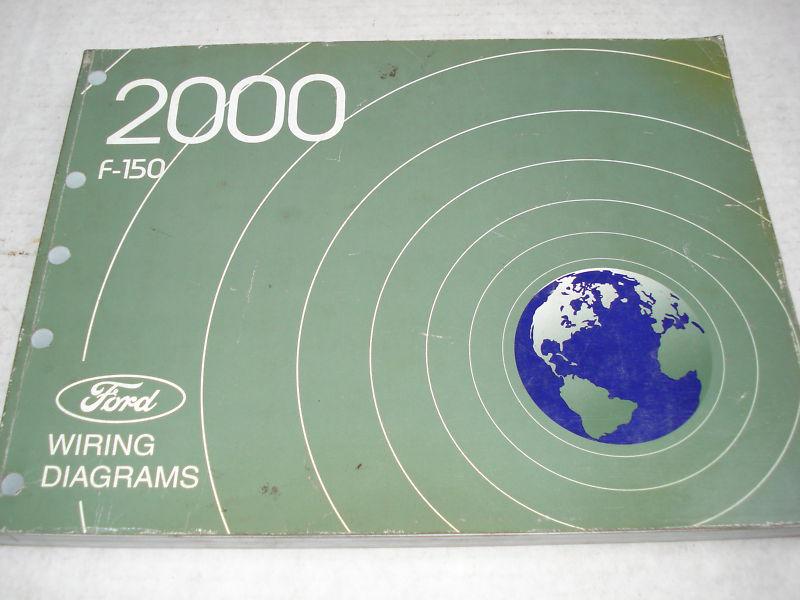 2000
F-150
Ford
WIRING
DIAGRAMS